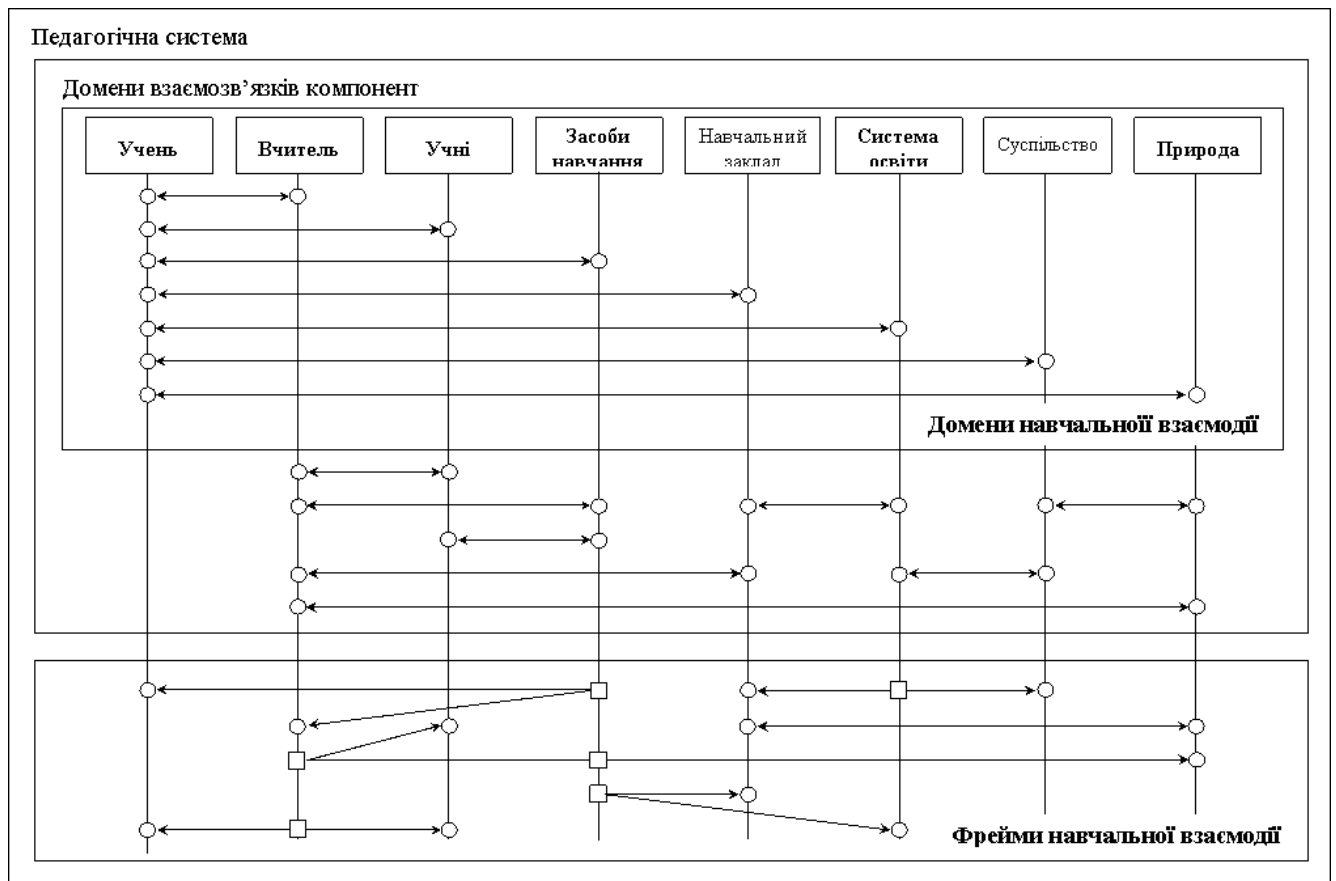 Педагогічна система
Домени взаємозв’язків компонент
Учень
Вчитель
Учні
Засоби
навчання
Навчальний
заклад
Система
освіти
Суспільство
Природа
Домени навчальноїї взаємодії
Фрейми навчальної взаємодії